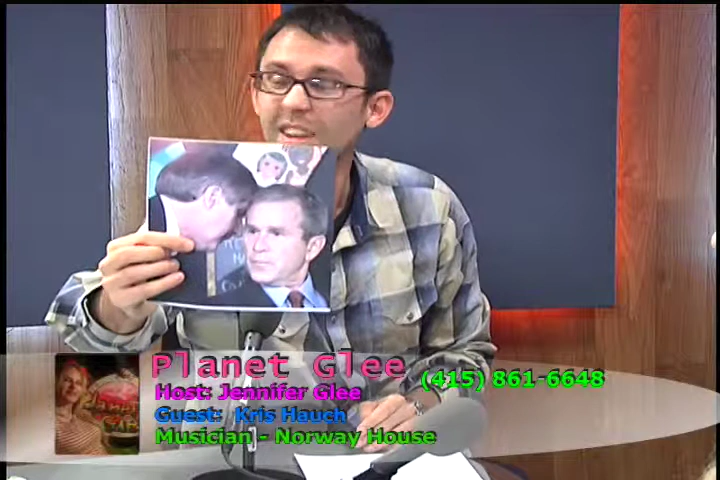 Planet Glee
Host: Jennifer Glee
Guest: Kris Hauch
Musician - Norway House
(415) 861-6648